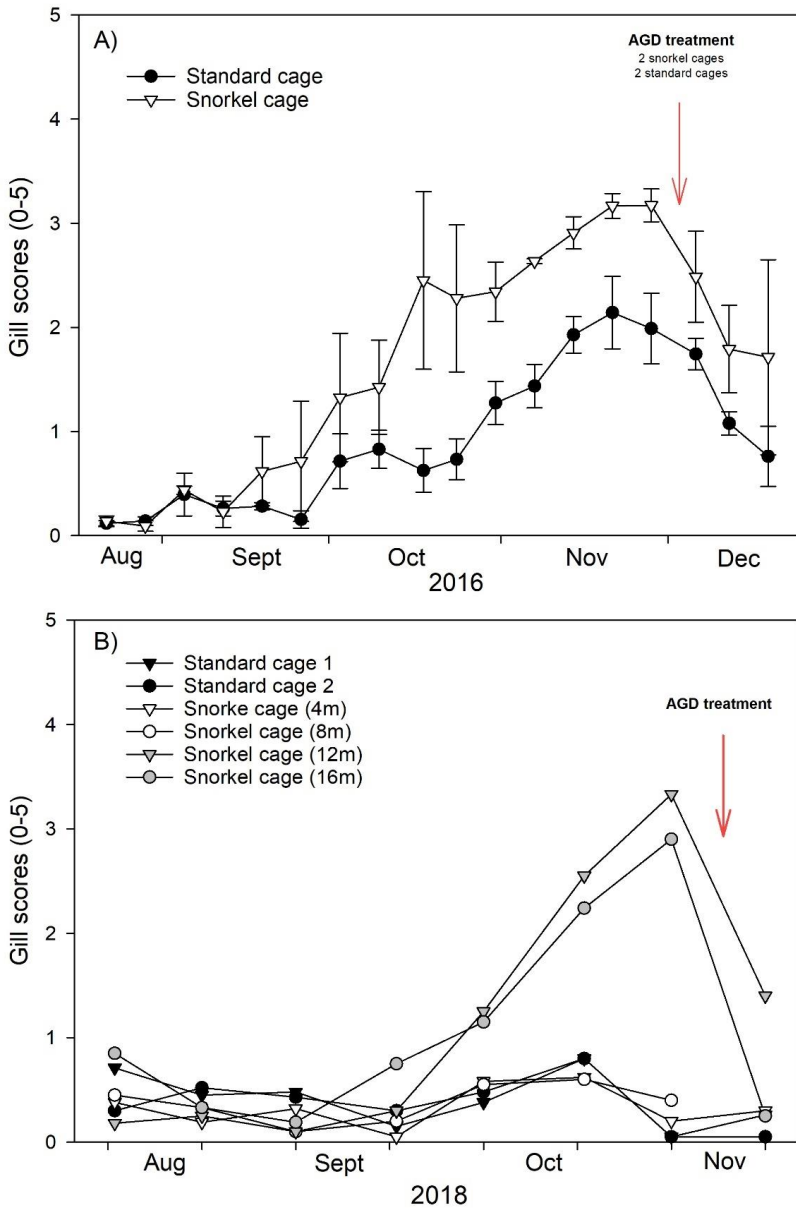 A)
Standard cage
Snorkel cage
AGD treatment
2 snorkel cages
2 standard cages
Gill scores (0-5)
5
4
3
2
1
0
Aug Sept Oct Nov Dec
2016
B)
Standard cage 1
Standard cage 2
Snorke cage (4m)
Snorkel cage (8m)
Snorkel cage (12m)
Snorkel cage (16m)
AGD treatment
Gill scores (0-5)
5
4
3
2
1
0
Aug Sept Oct Nov
2018